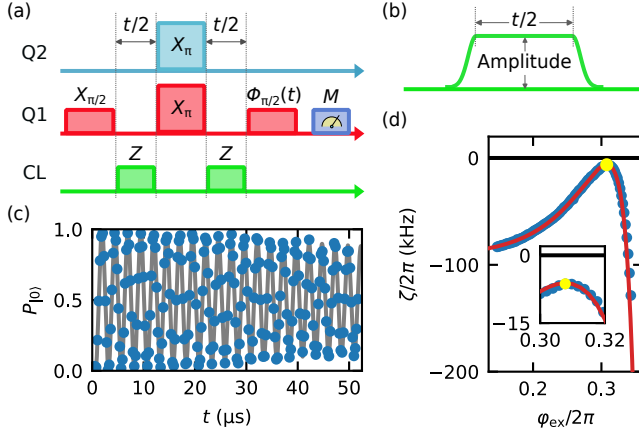 (a)
t/2
t/2
Q2
X_π
X_π/2
X_π
Φ_π/2(t)
M
Q1
Z
Z
CL
(b)
t/2
Amplitude
(c)
1.0
0.5
0.0
P_|0⟩
0
10
20
30
40
50
t (μs)
(d)
0
−100
−200
ζ/2π (kHz)
0
−15
0.30
0.32
0.2
0.3
φ_ex/2π